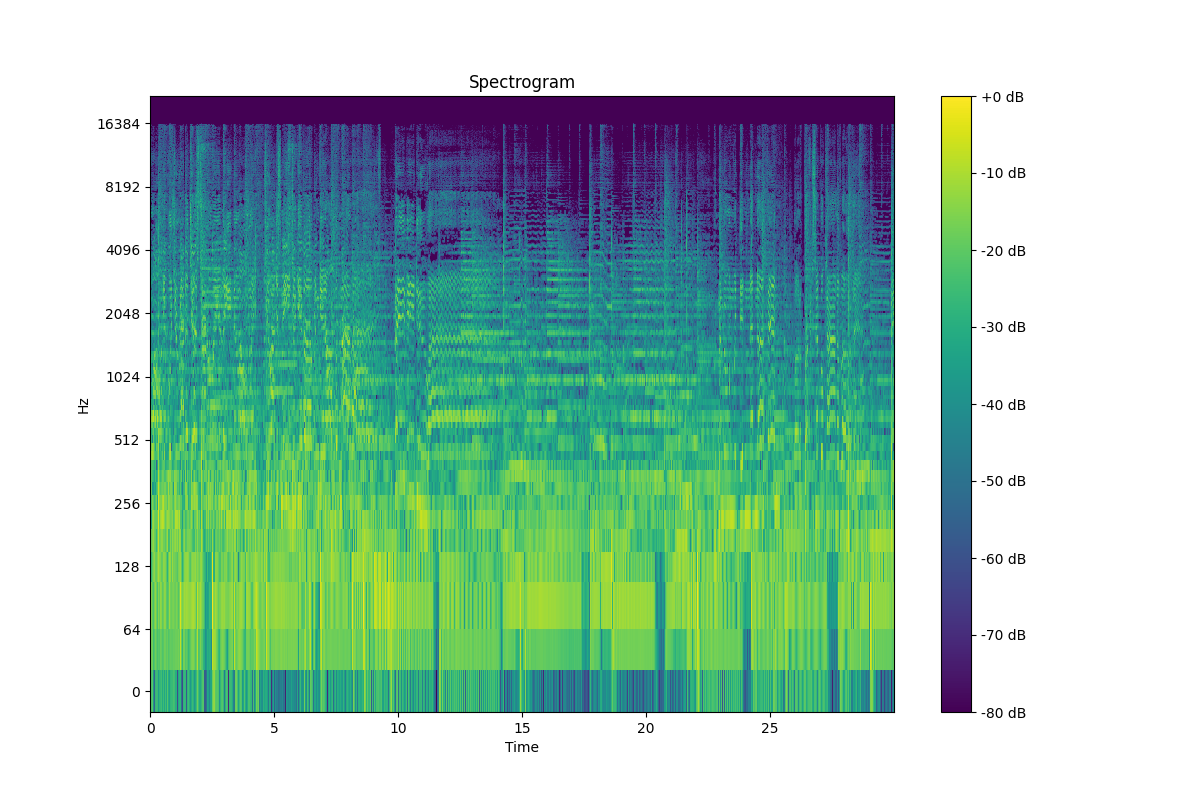 Spectrogram
16384
8192
4096
2048
1024
512
256
128
64
0
Hz
0
5
10
15
20
25
Time
+0 dB
-10 dB
-20 dB
-30 dB
-40 dB
-50 dB
-60 dB
-70 dB
-80 dB